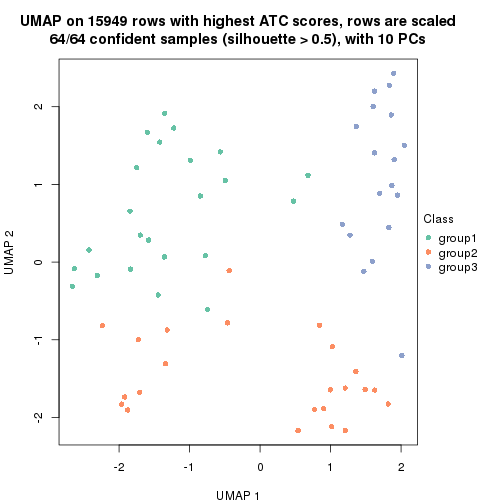 UMAP on 15949 rows with highest ATC scores, rows are scaled
64/64 confident samples (silhouette > 0.5), with 10 PCs
2
1
0
-1
-2
UMAP 2
-2
-1
0
1
2
UMAP 1
Class
group1
group2
group3